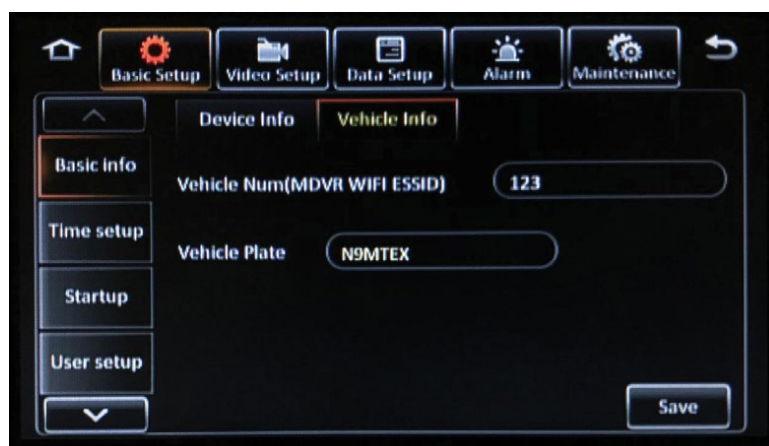 Basic Setup
Video Setup
Data Setup
Alarm
Maintenance
Device Info
Vehicle Info
Basic info
Time setup
Startup
User setup
Vehicle Num(MDVR WIFI ESSID)
123
Vehicle Plate
N9MTEX
Save